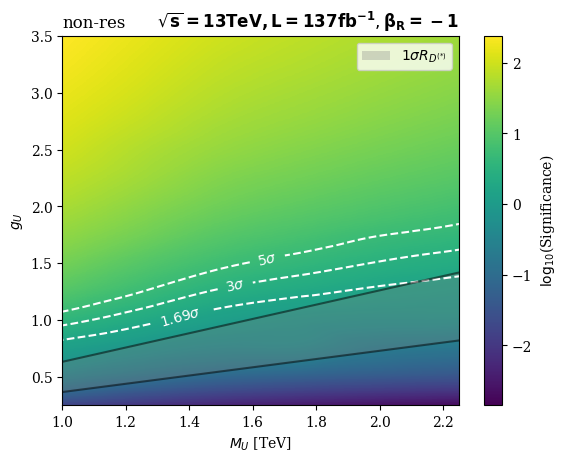 non-res √s = 13TeV, L = 137fb⁻¹, β_R = −1
3.5
3.0
2.5
2.0
1.5
1.0
0.5
g_U
1σR_D(*)
5σ
3σ
1.69σ
1.0 1.2 1.4 1.6 1.8 2.0 2.2
M_U [TeV]
2
1
0
−1
−2
log₁₀(Significance)